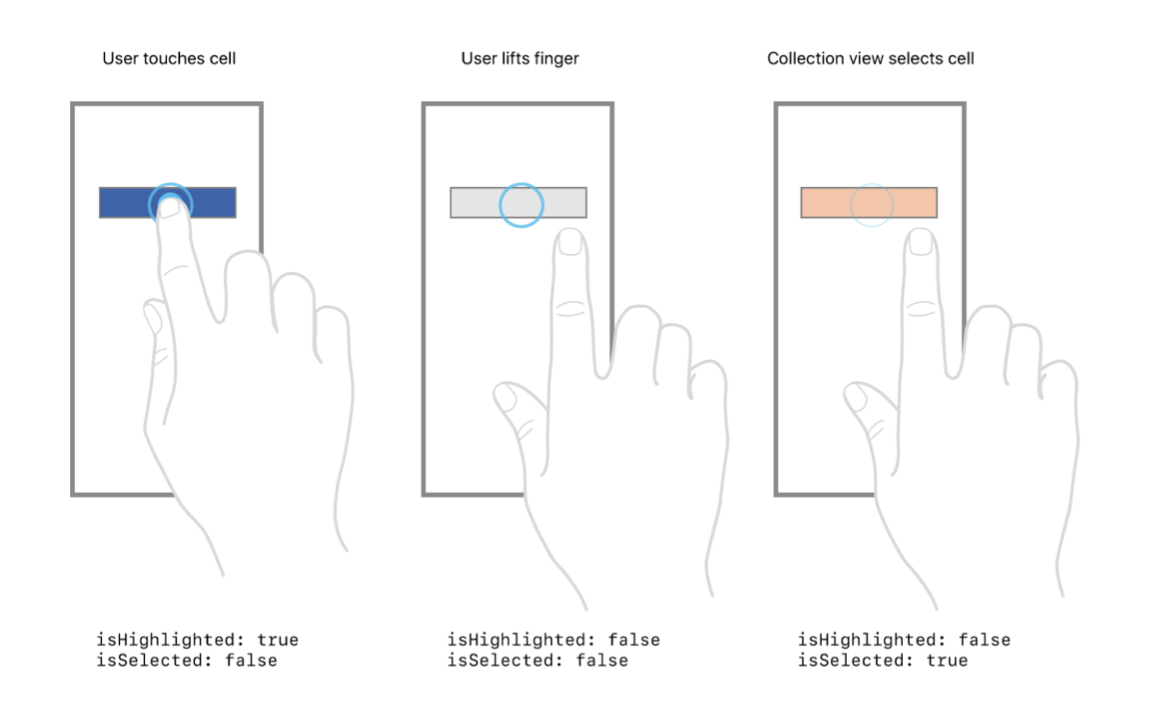 User touches cell
User lifts finger
Collection view selects cell
isHighlighted: true
isSelected: false
isHighlighted: false
isSelected: false
isHighlighted: false
isSelected: true